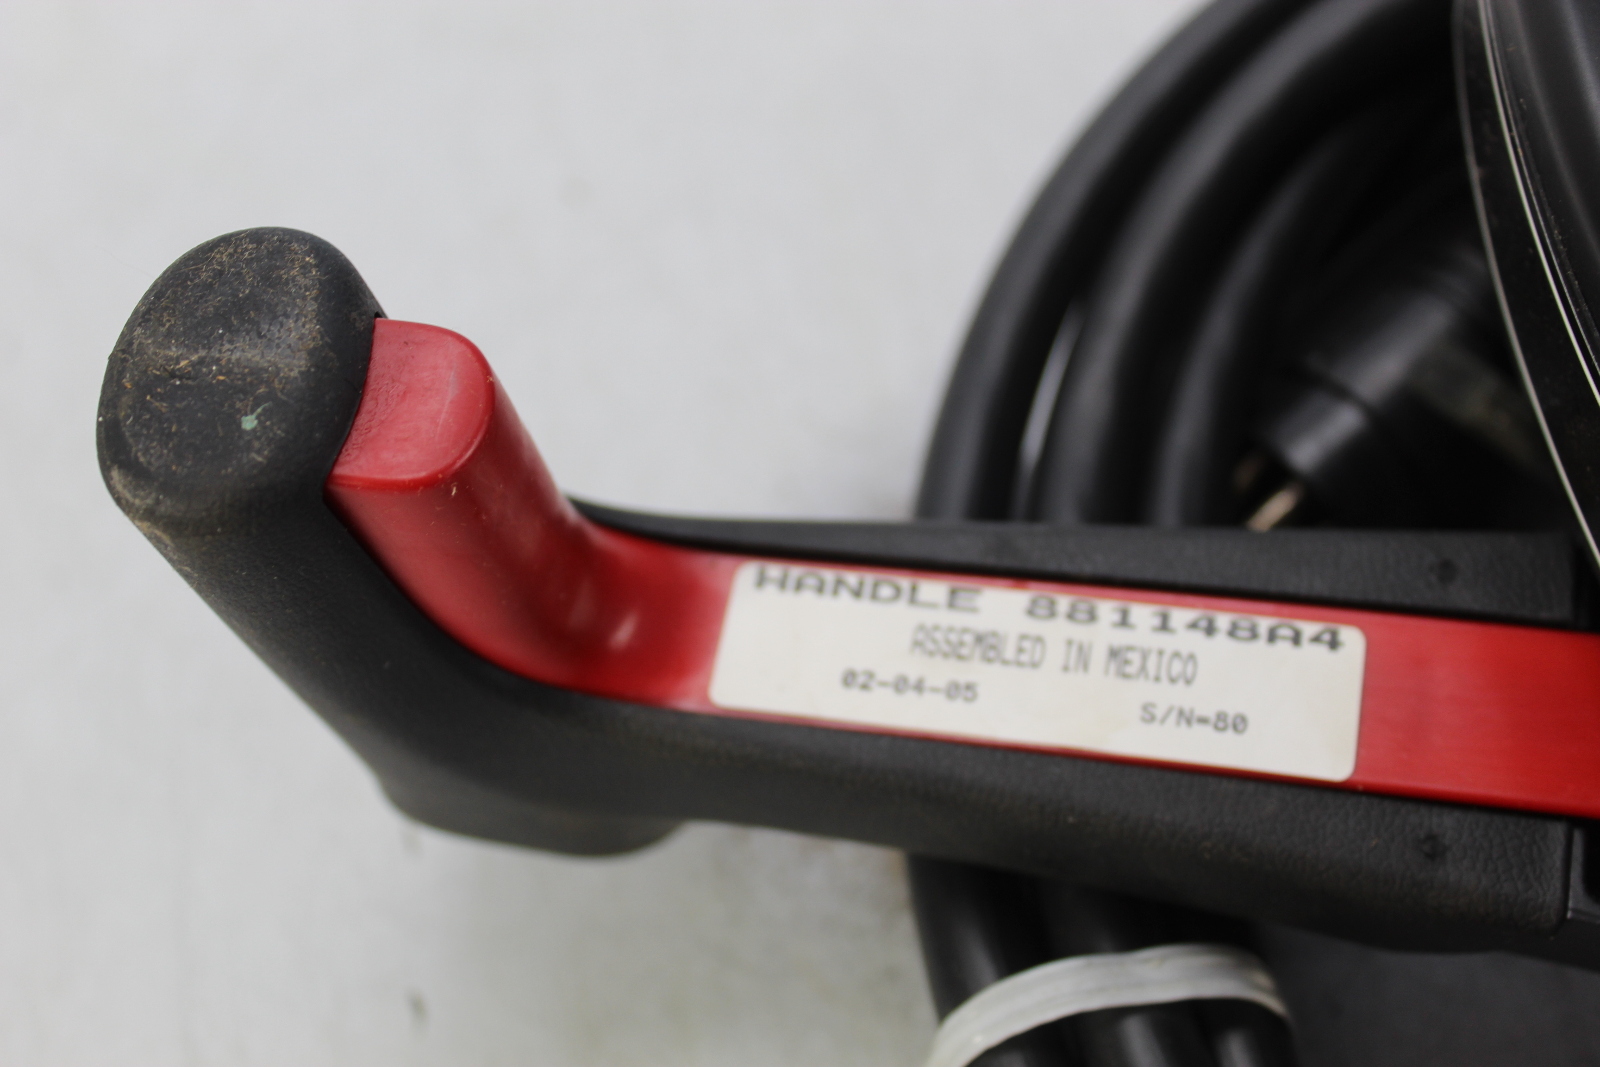 HANDLE 881148A4
ASSEMBLED IN MEXICO
02-04-05 S/N=80